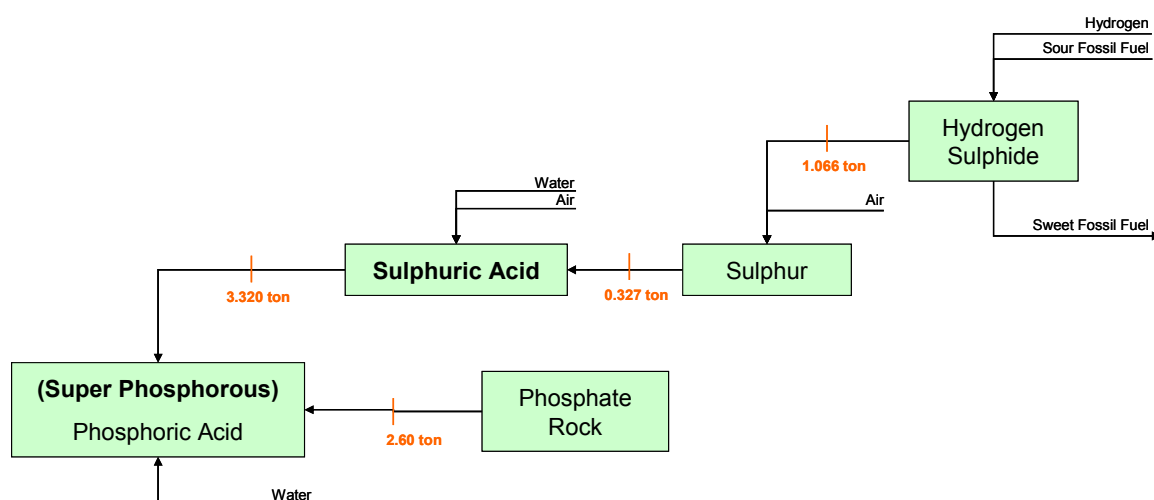 Hydrogen
Sour Fossil Fuel
Hydrogen
Sulphide
1.066 ton
Water
Air
Air
Sweet Fossil Fuel
Sulphuric Acid
Sulphur
3.320 ton
0.327 ton
(Super Phosphorous)
Phosphoric Acid
Phosphate
Rock
2.60 ton
Water